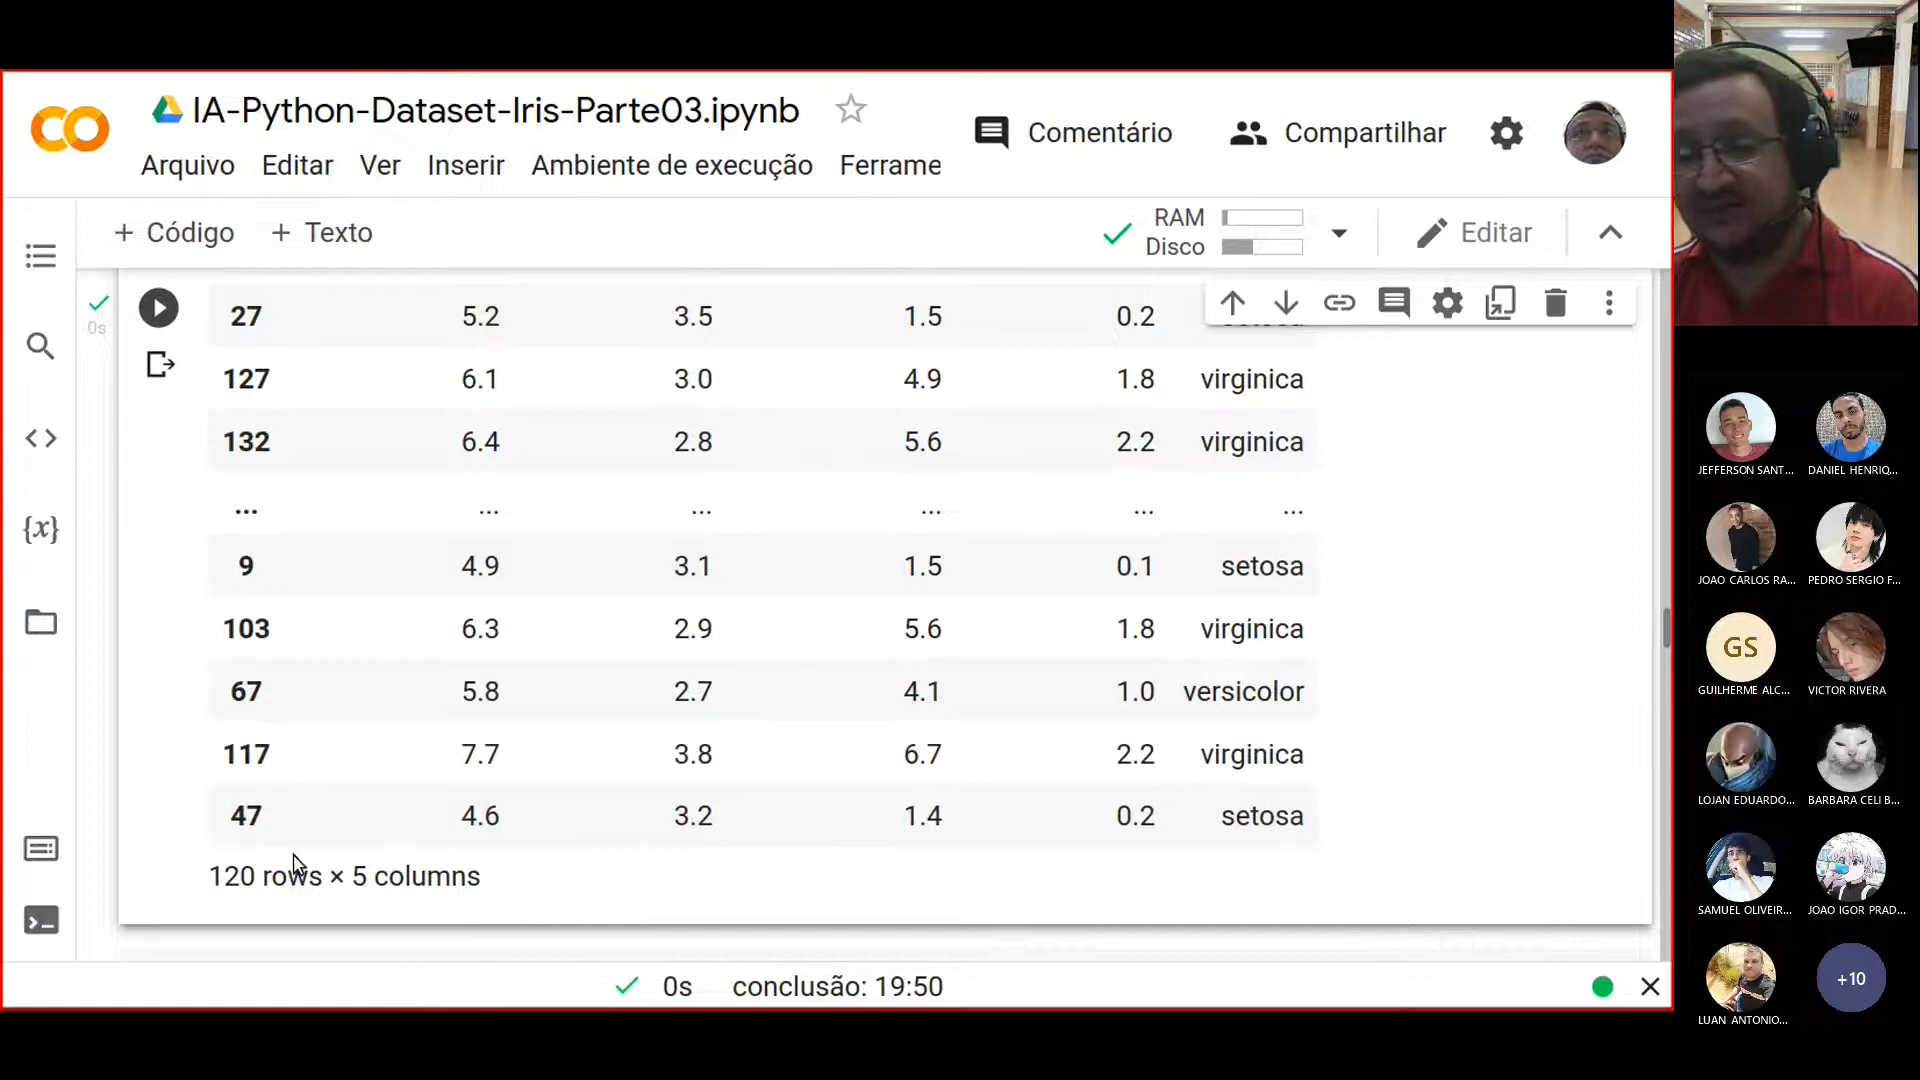 IA-Python-Dataset-Iris-Parte03.ipynb
Comentário
Compartilhar
Arquivo Editar Ver Inserir Ambiente de execução Ferrame
+ Código + Texto
RAM
Disco
Editar
0s
27 5.2 3.5 1.5 0.2
127 6.1 3.0 4.9 1.8 virginica
132 6.4 2.8 5.6 2.2 virginica
... ... ... ... ... ...
9 4.9 3.1 1.5 0.1 setosa
103 6.3 2.9 5.6 1.8 virginica
67 5.8 2.7 4.1 1.0 versicolor
117 7.7 3.8 6.7 2.2 virginica
47 4.6 3.2 1.4 0.2 setosa
120 rows × 5 columns
0s conclusão: 19:50
JEFFERSON SANT... DANIEL HENRIQ...
JOAO CARLOS RA... PEDRO SERGIO F...
GS
GUILHERME ALC... VICTOR RIVERA
LOJAN EDUARDO... BARBARA CELI B...
SAMUEL OLIVEIR... JOAO IGOR PRAD...
+10
LUAN ANTONIO...